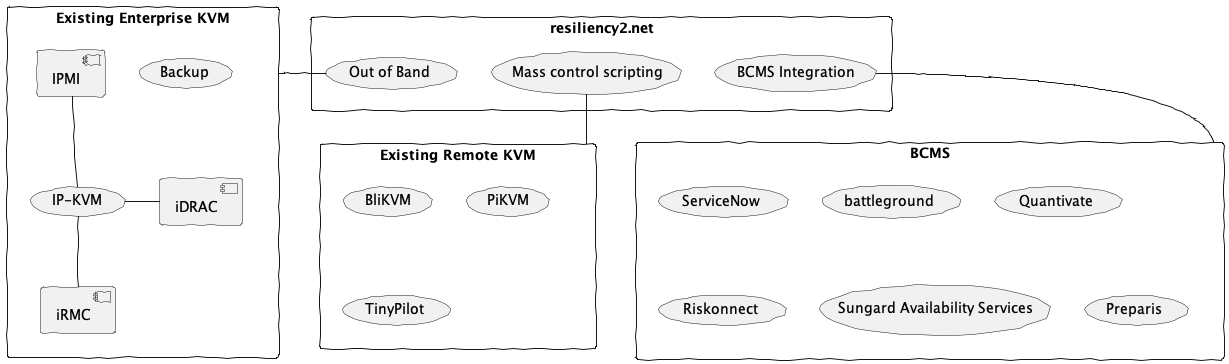 Existing Enterprise KVM
IPMI
Backup
IP-KVM
iDRAC
iRMC
resiliency2.net
Out of Band
Mass control scripting
BCMS Integration
Existing Remote KVM
BliKVM
PiKVM
TinyPilot
BCMS
ServiceNow
battleground
Quantivate
Riskonnect
Sungard Availability Services
Preparis